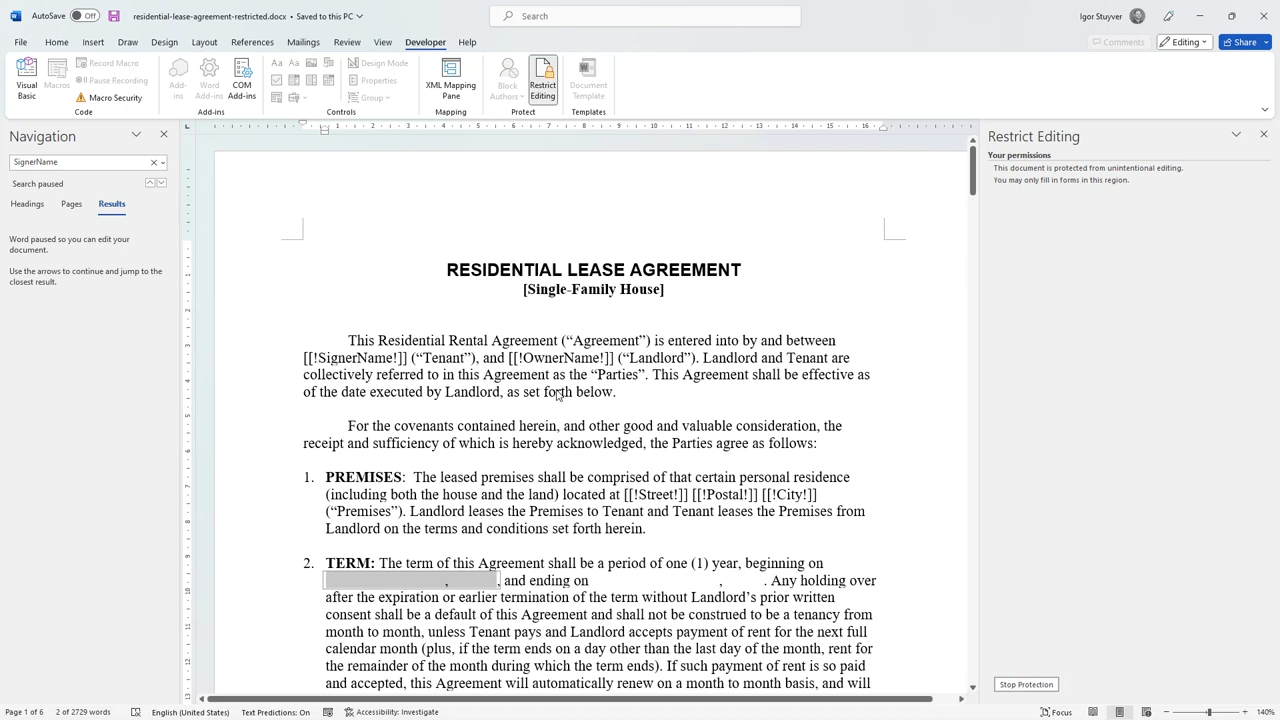 AutoSave Off residential-lease-agreement-restricted.docx • Saved to this PC Search Igor Stuyver
File Home Insert Draw Design Layout References Mailings Review View Developer Help Comments Editing Share
Visual Basic Macros Record Macro Pause Recording Macro Security Add-ins Word Add-ins COM Add-ins Aa Aa Design Mode Properties Group XML Mapping Pane Block Authors Restrict Editing Document Template
Code Add-ins Controls Mapping Protect Templates
Navigation
SignerName
Search paused
Headings Pages Results
Word paused so you can edit your
document.
Use the arrows to continue and jump to the
closest result.
1 2 3 4 5 6 7 8 9 10 11 12 13 14 15 16
RESIDENTIAL LEASE AGREEMENT
[Single-Family House]
This Residential Rental Agreement (“Agreement”) is entered into by and between
[[!SignerName!]] (“Tenant”), and [[!OwnerName!]] (“Landlord”). Landlord and Tenant are
collectively referred to in this Agreement as the “Parties”. This Agreement shall be effective as
of the date executed by Landlord, as set forth below.
For the covenants contained herein, and other good and valuable consideration, the
receipt and sufficiency of which is hereby acknowledged, the Parties agree as follows:
1. PREMISES: The leased premises shall be comprised of that certain personal residence
(including both the house and the land) located at [[!Street!]] [[!Postal!]] [[!City!]]
(“Premises”). Landlord leases the Premises to Tenant and Tenant leases the Premises from
Landlord on the terms and conditions set forth herein.
2. TERM: The term of this Agreement shall be a period of one (1) year, beginning on
, , and ending on , . Any holding over
after the expiration or earlier termination of the term without Landlord’s prior written
consent shall be a default of this Agreement and shall not be construed to be a tenancy from
month to month, unless Tenant pays and Landlord accepts payment of rent for the next full
calendar month (plus, if the term ends on a day other than the last day of the month, rent for
the remainder of the month during which the term ends). If such payment of rent is so paid
and accepted, this Agreement will automatically renew on a month to month basis, and will
Restrict Editing
Your permissions
This document is protected from unintentional editing.
You may only fill in forms in this region.
Stop Protection
Page 1 of 6 2 of 2729 words English (United States) Text Predictions: On Accessibility: Investigate Focus 140%